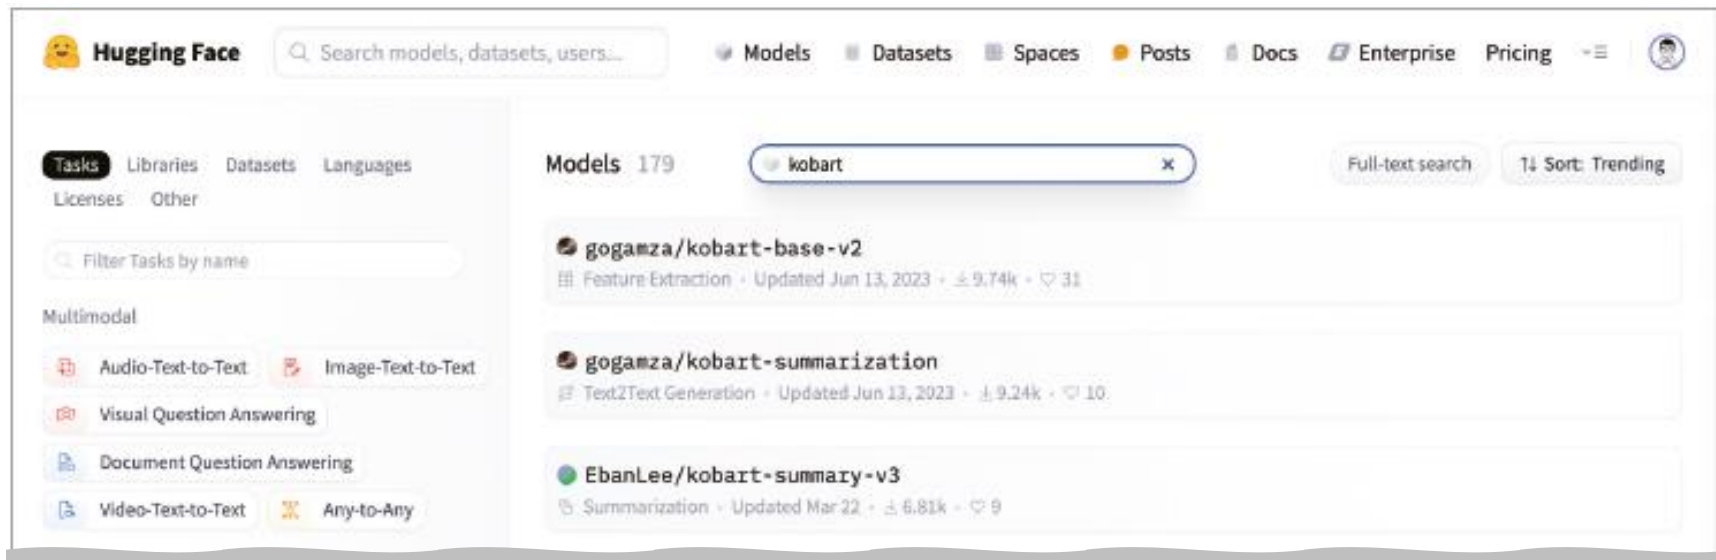 Hugging Face Search models, datasets, users... Models Datasets Spaces Posts Docs Enterprise Pricing
Tasks Libraries Datasets Languages
Licenses Other
Filter Tasks by name
Multimodal
Audio-Text-to-Text Image-Text-to-Text
Visual Question Answering
Document Question Answering
Video-Text-to-Text Any-to-Any
Models 179 kobart Full-text search Sort: Trending
gogamza/kobart-base-v2
Feature Extraction • Updated Jun 13, 2023 • 9.74k • 31
gogamza/kobart-summarization
Text2Text Generation • Updated Jun 13, 2023 • 9.24k • 10
EbanLee/kobart-summary-v3
Summarization • Updated Mar 22 • 6.81k • 9